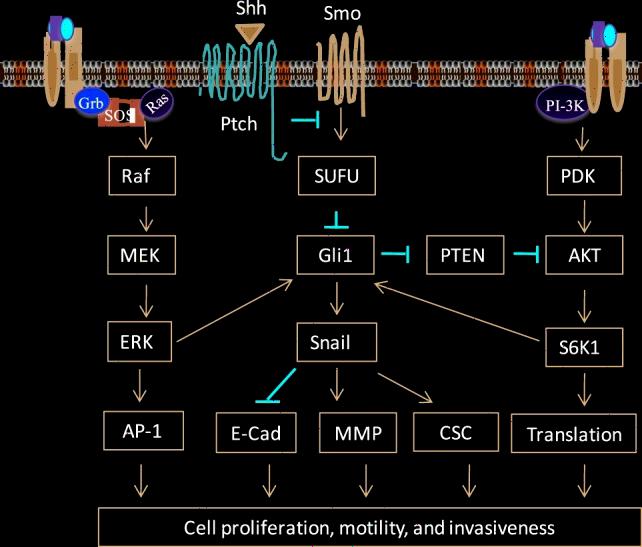 Shh
Smo
Grb
SOS
Ras
Ptch
PI-3K
Raf
SUFU
PDK
MEK
Gli1
PTEN
AKT
ERK
Snail
S6K1
AP-1
E-Cad
MMP
CSC
Translation
Cell proliferation, motility, and invasiveness